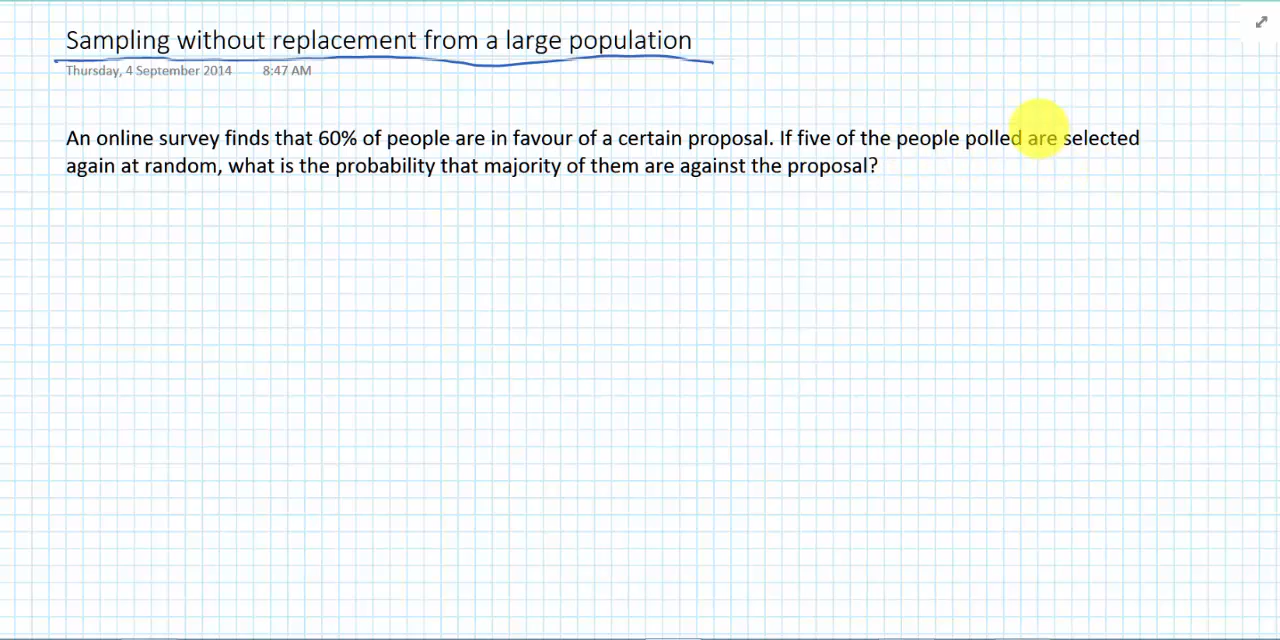 Sampling without replacement from a large population
Thursday, 4 September 2014 8:47 AM
An online survey finds that 60% of people are in favour of a certain proposal. If five of the people polled are selected
again at random, what is the probability that majority of them are against the proposal?